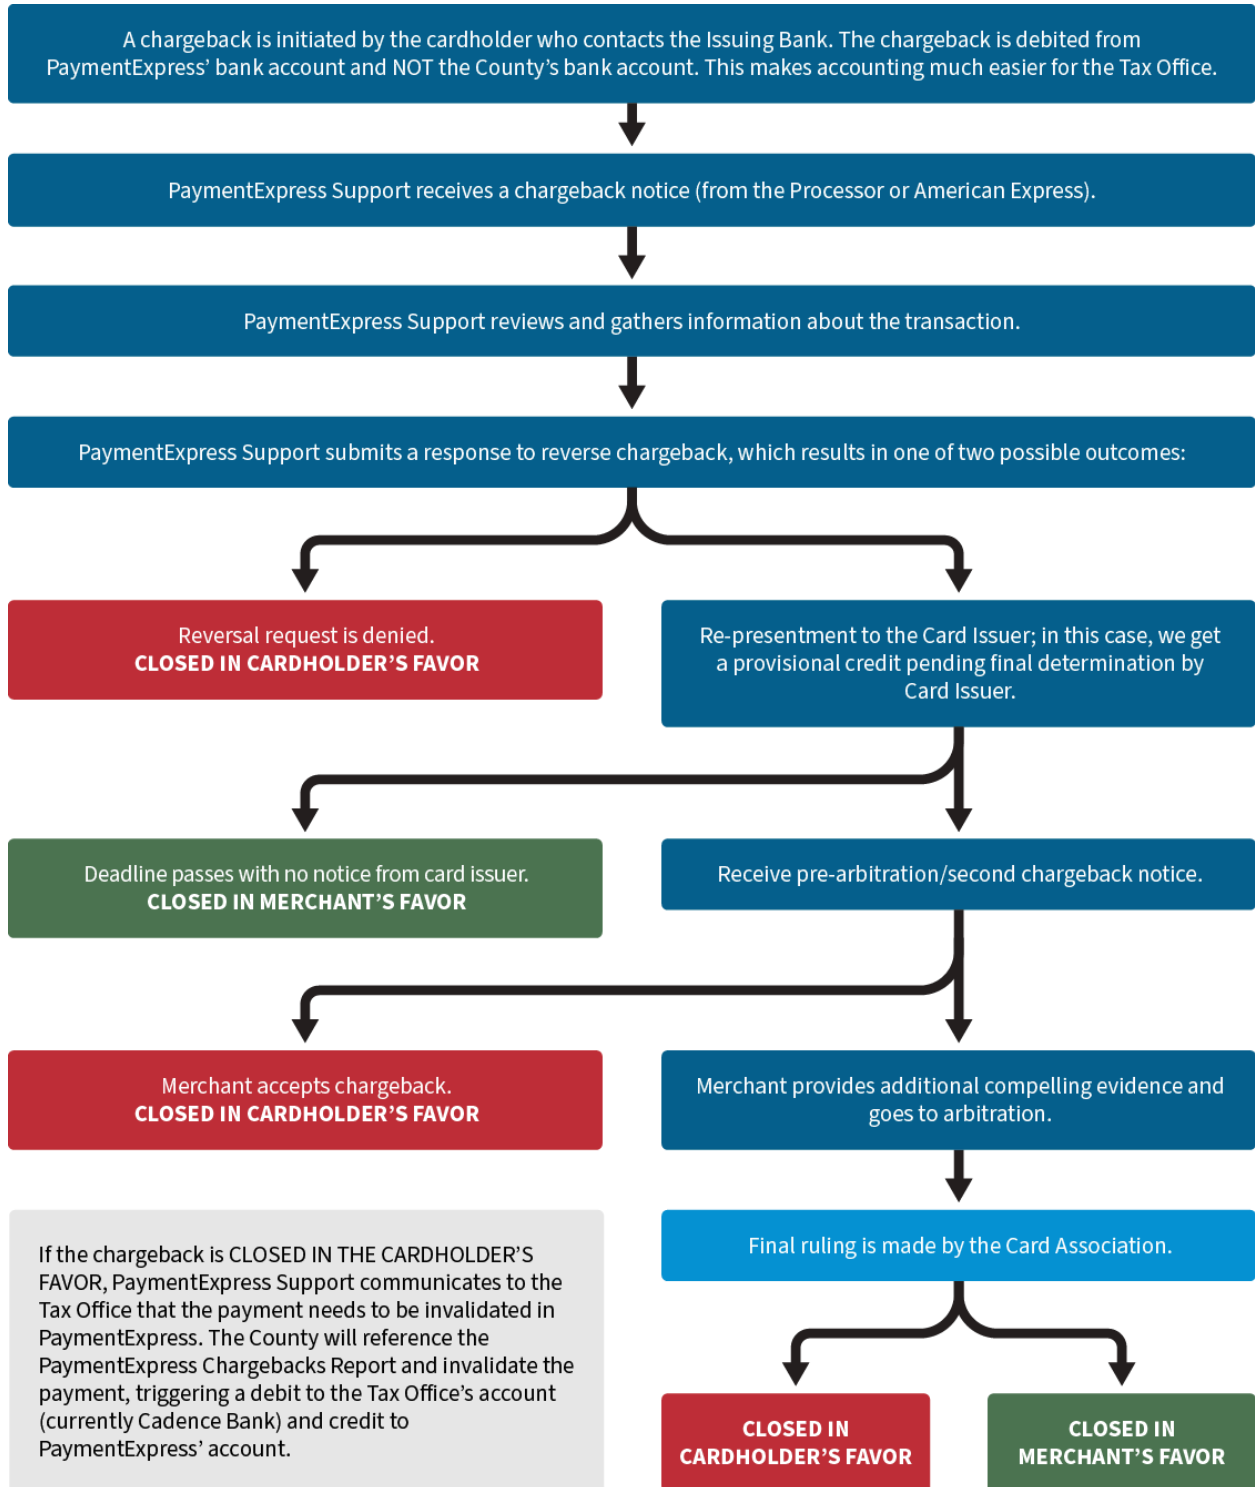 A chargeback is initiated by the cardholder who contacts the Issuing Bank. The chargeback is debited from
PaymentExpress’ bank account and NOT the County’s bank account. This makes accounting much easier for the Tax Office.
PaymentExpress Support receives a chargeback notice (from the Processor or American Express).
PaymentExpress Support reviews and gathers information about the transaction.
PaymentExpress Support submits a response to reverse chargeback, which results in one of two possible outcomes:
Reversal request is denied.
CLOSED IN CARDHOLDER’S FAVOR
Re-presentment to the Card Issuer; in this case, we get
a provisional credit pending final determination by
Card Issuer.
Deadline passes with no notice from card issuer.
CLOSED IN MERCHANT’S FAVOR
Receive pre-arbitration/second chargeback notice.
Merchant accepts chargeback.
CLOSED IN CARDHOLDER’S FAVOR
Merchant provides additional compelling evidence and
goes to arbitration.
If the chargeback is CLOSED IN THE CARDHOLDER’S
FAVOR, PaymentExpress Support communicates to the
Tax Office that the payment needs to be invalidated in
PaymentExpress. The County will reference the
PaymentExpress Chargebacks Report and invalidate the
payment, triggering a debit to the Tax Office’s account
(currently Cadence Bank) and credit to
PaymentExpress’ account.
Final ruling is made by the Card Association.
CLOSED IN
CARDHOLDER’S FAVOR
CLOSED IN
MERCHANT’S FAVOR